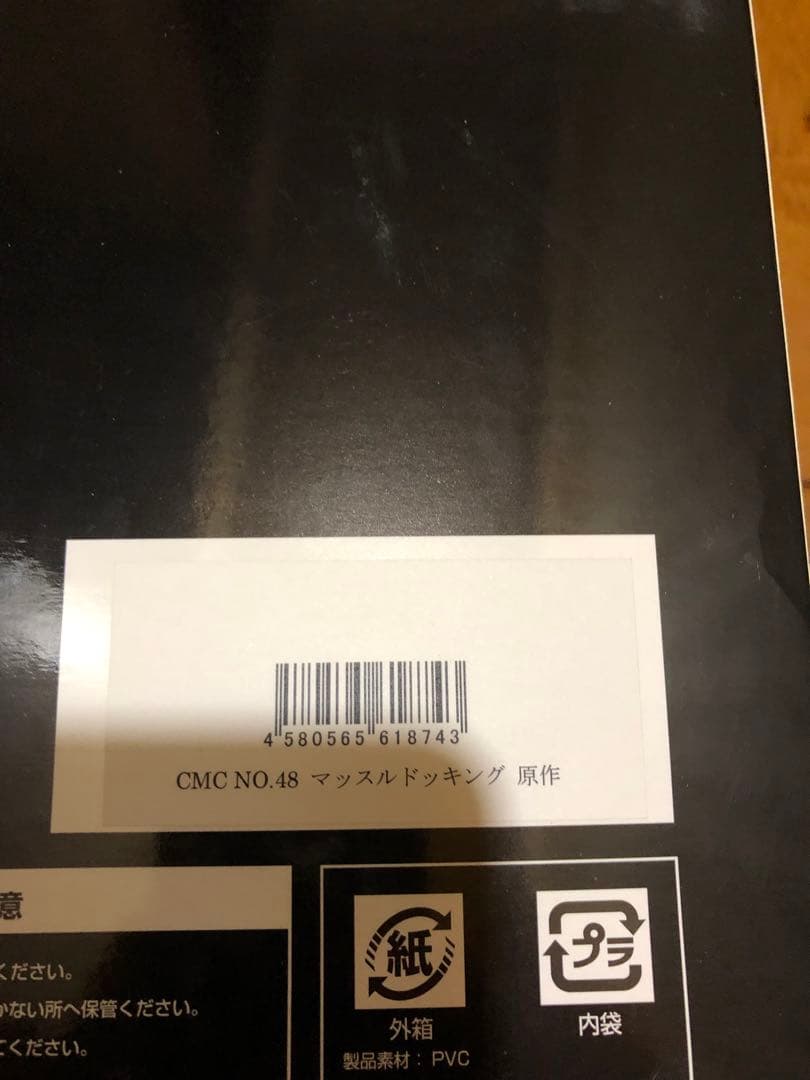 4 580565 618743
CMC NO.48 マッスルドッキング 原作
意
ください。
かない所へ保管ください。
てください。
紙
外箱
プラ
内袋
製品素材：PVC